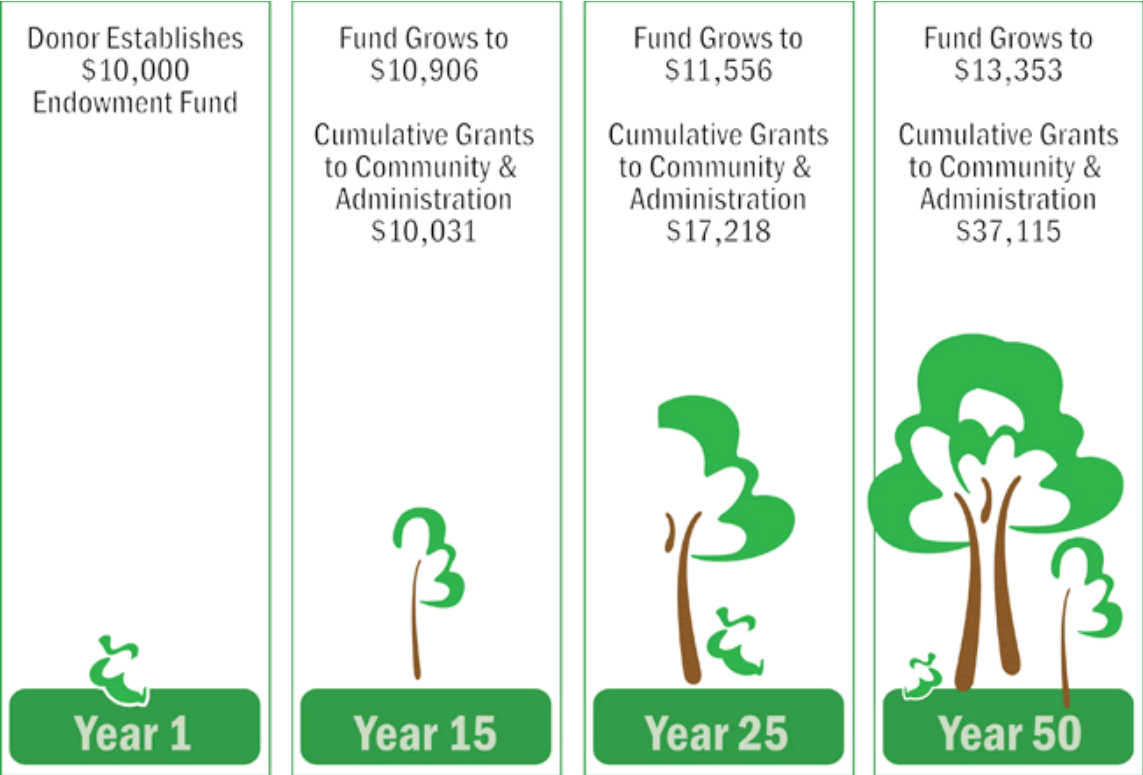 Donor Establishes
$10,000
Endowment Fund
Year 1
Fund Grows to
$10,906
Cumulative Grants
to Community &
Administration
$10,031
Year 15
Fund Grows to
$11,556
Cumulative Grants
to Community &
Administration
$17,218
Year 25
Fund Grows to
$13,353
Cumulative Grants
to Community &
Administration
$37,115
Year 50